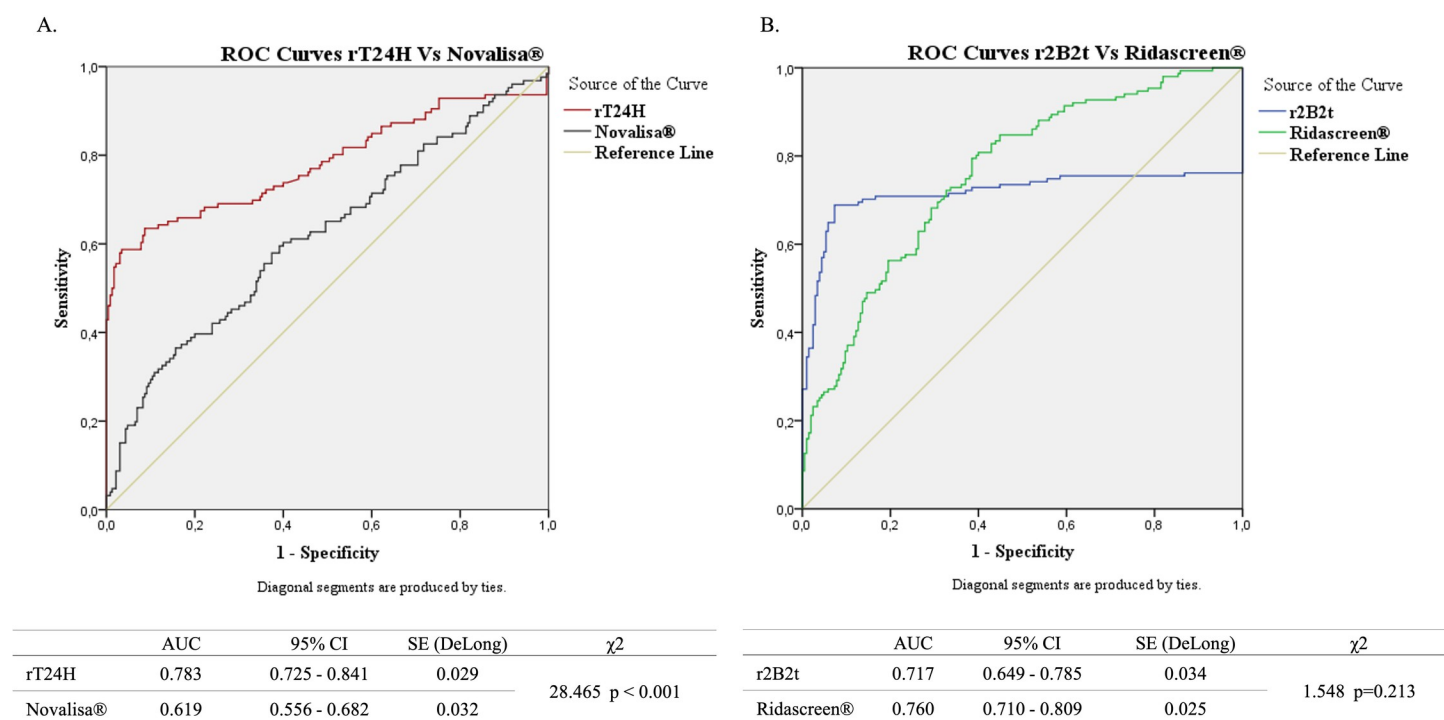 A.
ROC Curves rT24H Vs Novalisa®
Source of the Curve
rT24H
Novalisa®
Reference Line
1,0
0,8
0,6
0,4
0,2
0,0
Sensitivity
0,0 0,2 0,4 0,6 0,8 1,0
1 - Specificity
Diagonal segments are produced by ties.
AUC 95% CI SE (DeLong) χ2
rT24H 0.783 0.725 - 0.841 0.029
28.465 p < 0.001
Novalisa® 0.619 0.556 - 0.682 0.032
B.
ROC Curves r2B2t Vs Ridascreen®
Source of the Curve
r2B2t
Ridascreen®
Reference Line
1,0
0,8
0,6
0,4
0,2
0,0
Sensitivity
0,0 0,2 0,4 0,6 0,8 1,0
1 - Specificity
Diagonal segments are produced by ties.
AUC 95% CI SE (DeLong) χ2
r2B2t 0.717 0.649 - 0.785 0.034
1.548 p=0.213
Ridascreen® 0.760 0.710 - 0.809 0.025